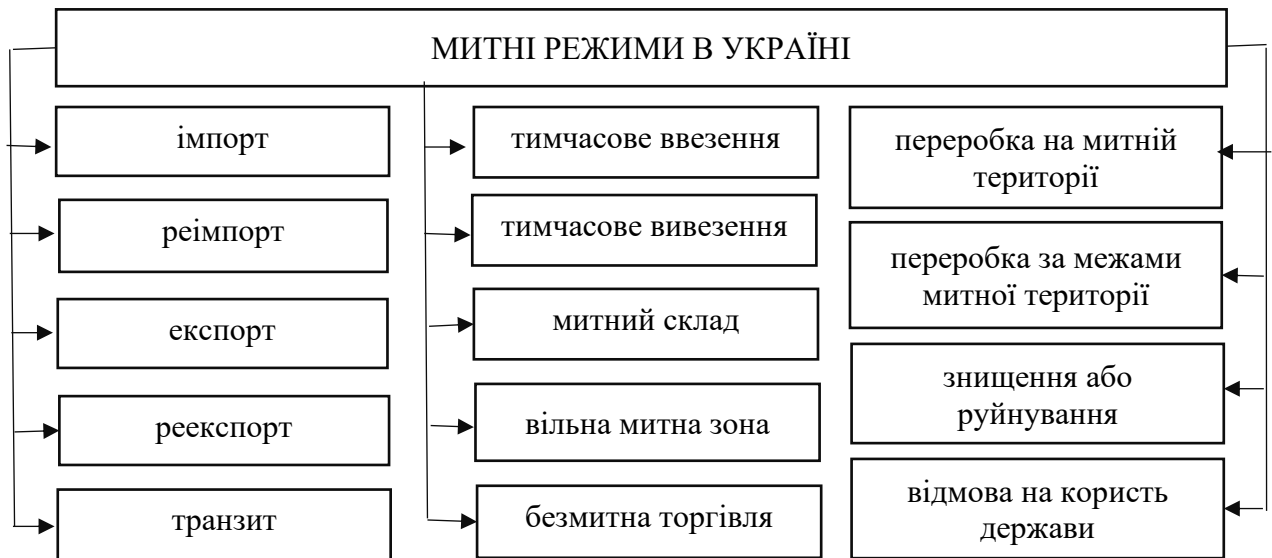 МИТНІ РЕЖИМИ В УКРАЇНІ
імпорт
реімпорт
експорт
реекспорт
транзит
тимчасове ввезення
тимчасове вивезення
митний склад
вільна митна зона
безмитна торгівля
переробка на митній
території
переробка за межами
митної території
знищення або
руйнування
відмова на користь
держави